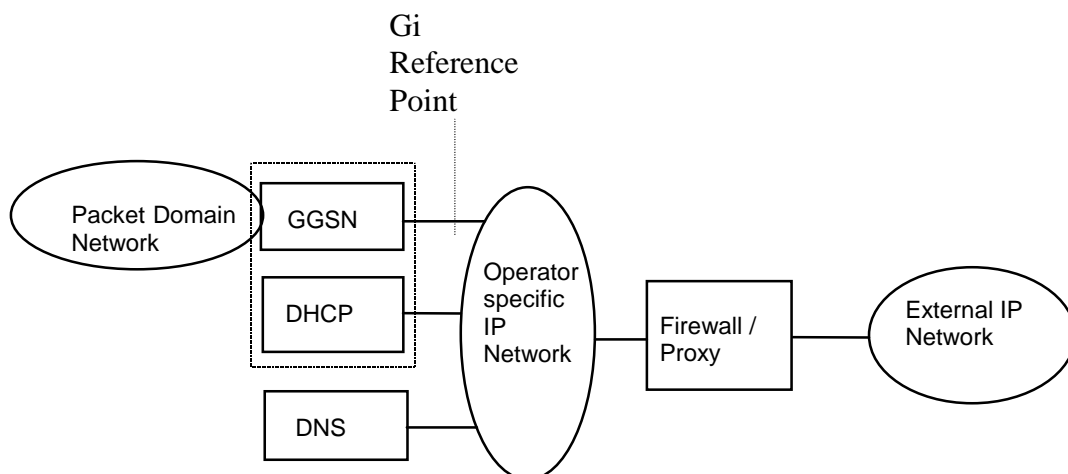 Gi
Reference
Point
Packet Domain
Network
GGSN
DHCP
DNS
Operator
specific
IP
Network
Firewall /
Proxy
External IP
Network